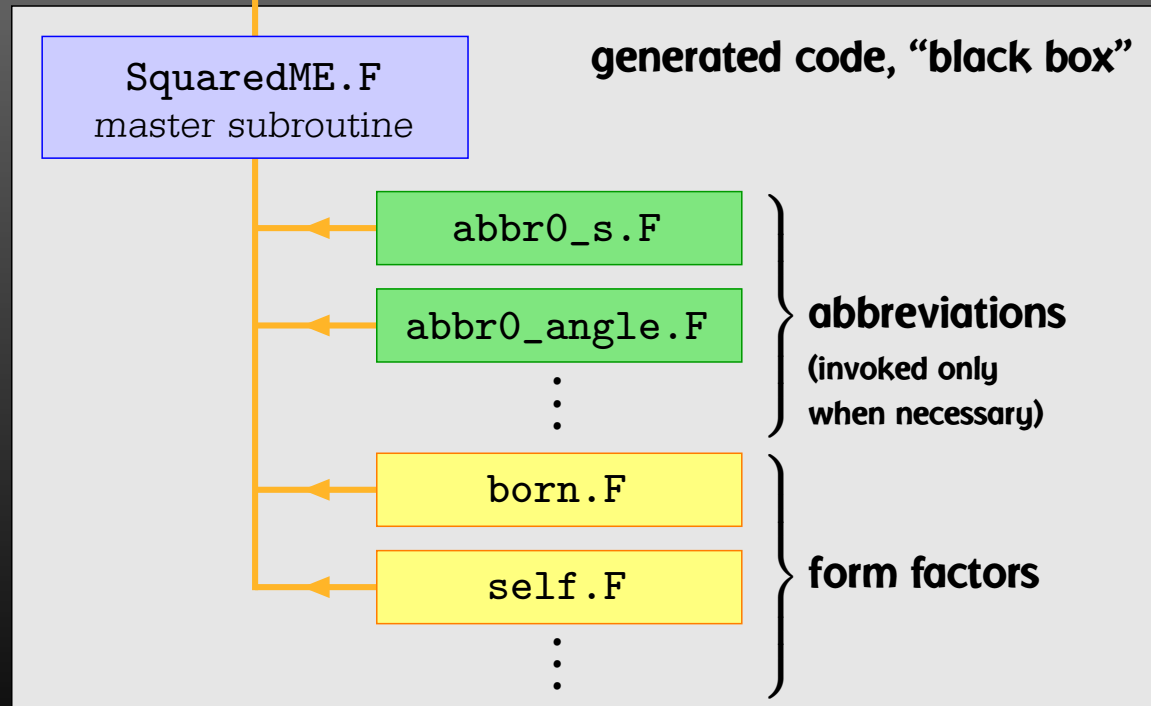 generated code, “black box”
SquaredME.F
master subroutine
abbr0_s.F
abbr0_angle.F
abbreviations
(invoked only
when necessary)
born.F
self.F
form factors